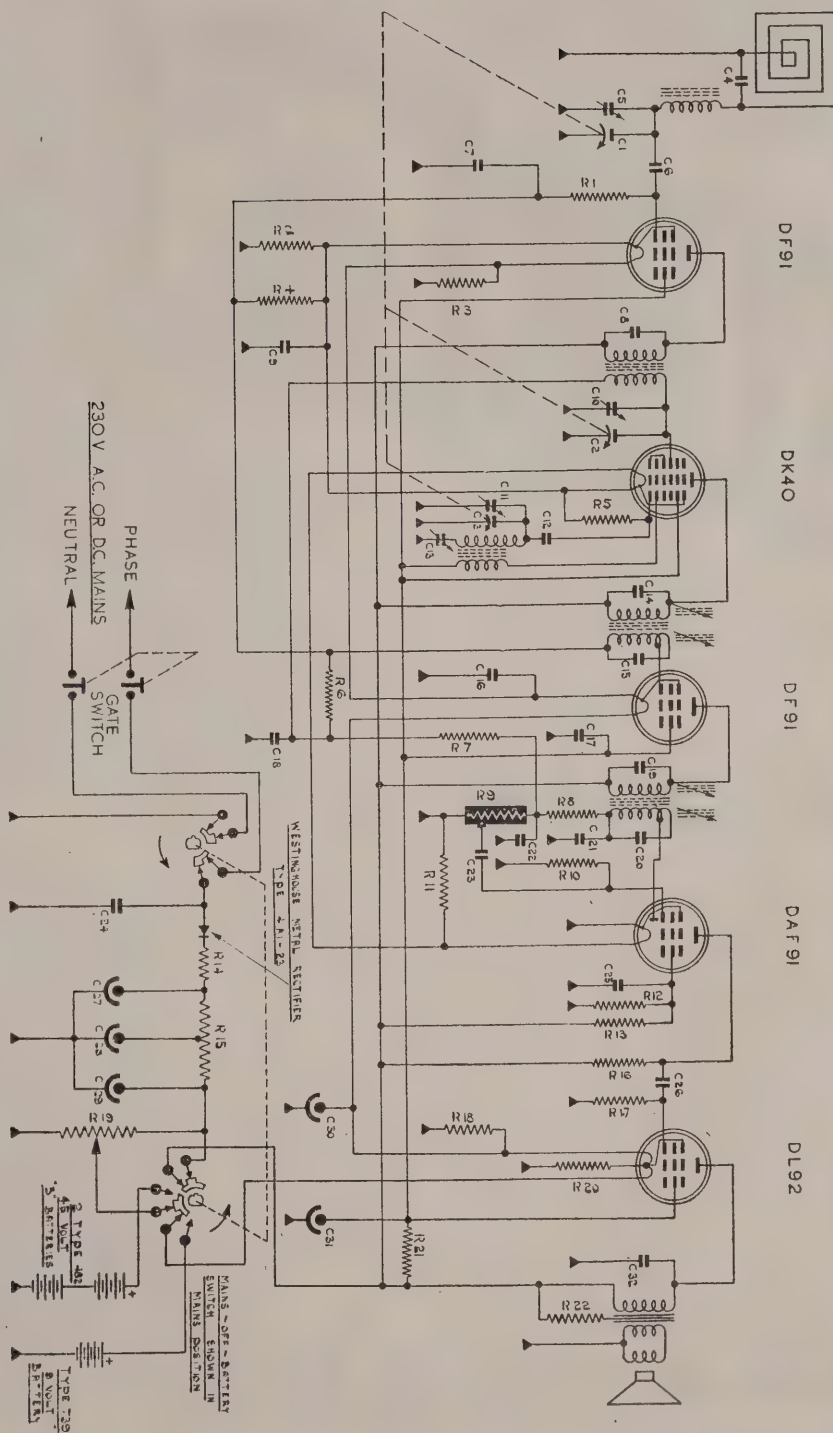 DF91
DK40
DF91
DAF91
DL92
C4
C5
C1
C6
C7
R1
R2
R4
R3
C9
C8
C10
C2
C11
C13
C12
R5
C14
C15
R6
C16
C18
R7
C17
C19
R9
R8
C22
C21
C20
C23
R10
R11
C25
R12
R13
R16
C26
R17
R18
R20
C30
C31
R21
C32
R22
230V A.C. OR D.C. MAINS
NEUTRAL
PHASE
GATE
SWITCH
WESTINGHOUSE METAL RECTIFIER
TYPE
C24
R14
C27
C28
C29
R15
R19
2 TYPE 482
45 VOLT
"B" BATTERIES
MAINS - OFF - BATTERY
SWITCH SHOWN IN
MAINS POSITION
TYPE
VOLT
BATTERY